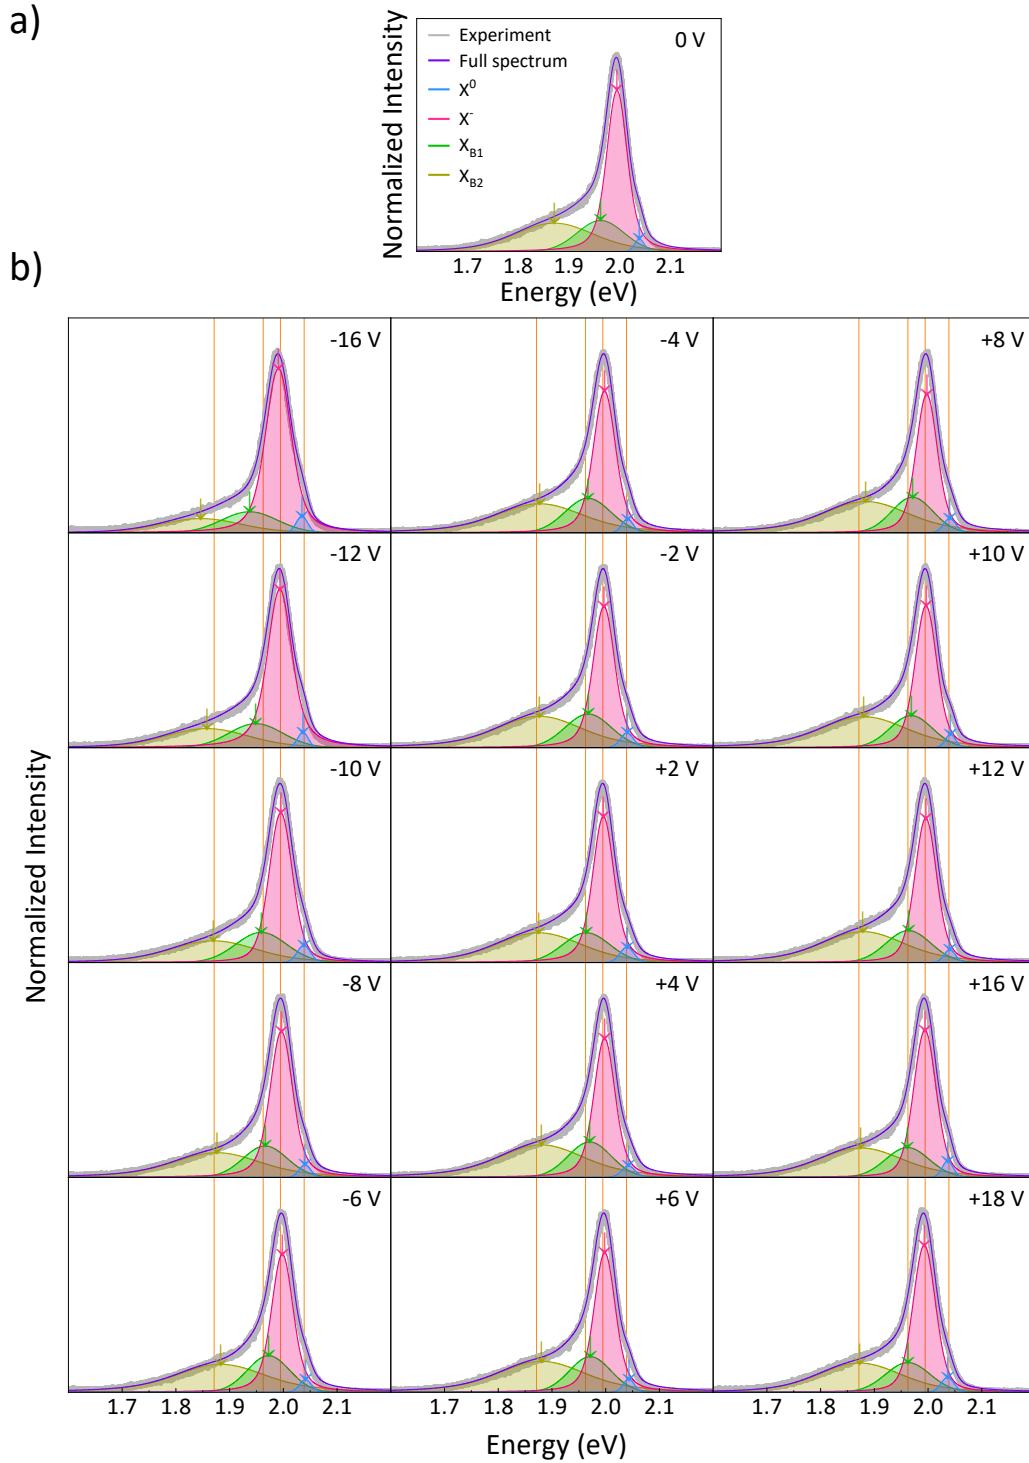 a)
Normalized Intensity
Experiment
Full spectrum
X⁰
X⁻
X_B1
X_B2
0 V
1.7 1.8 1.9 2.0 2.1
Energy (eV)
b)
Normalized Intensity
-16 V
-4 V
+8 V
-12 V
-2 V
+10 V
-10 V
+2 V
+12 V
-8 V
+4 V
+16 V
-6 V
+6 V
+18 V
1.7 1.8 1.9 2.0 2.1 1.7 1.8 1.9 2.0 2.1 1.7 1.8 1.9 2.0 2.1
Energy (eV)